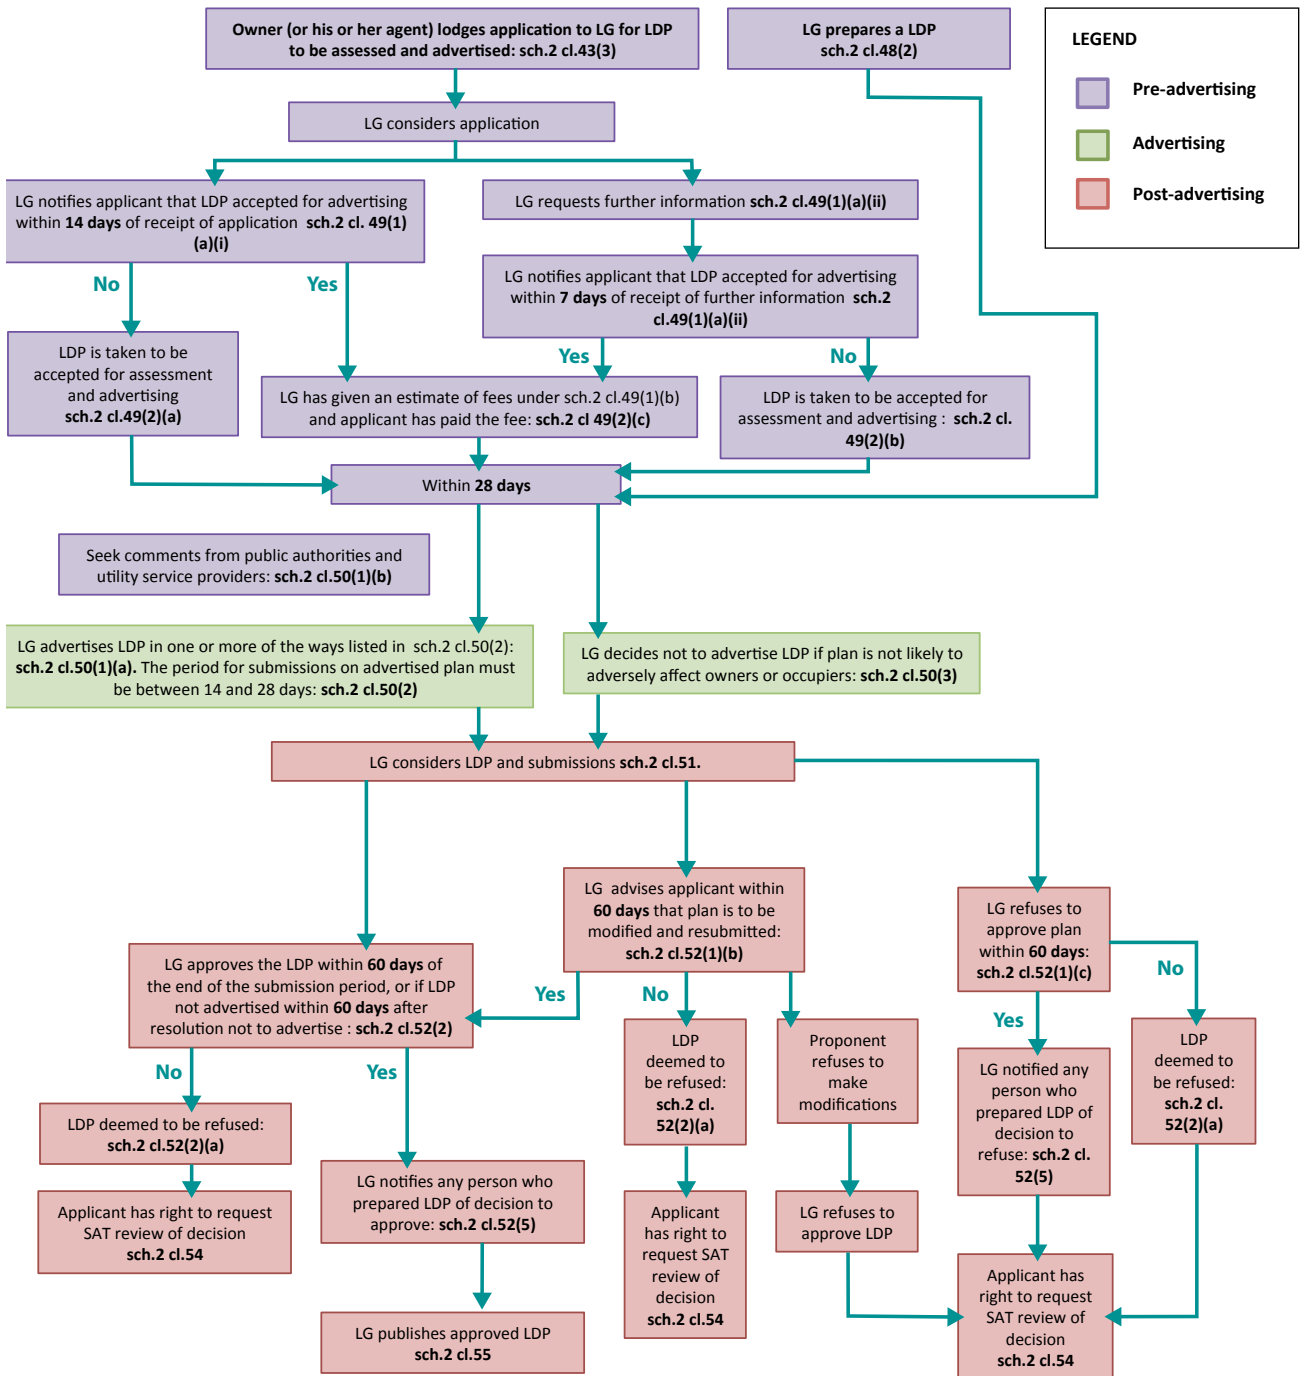 Owner (or his or her agent) lodges application to LG for LDP
to be assessed and advertised: sch.2 cl.43(3)
LG prepares a LDP
sch.2 cl.48(2)
LEGEND
Pre-advertising
Advertising
Post-advertising
LG considers application
LG notifies applicant that LDP accepted for advertising
within 14 days of receipt of application sch.2 cl. 49(1)
(a)(i)
LG requests further information sch.2 cl.49(1)(a)(ii)
No
Yes
LG notifies applicant that LDP accepted for advertising
within 7 days of receipt of further information sch.2
cl.49(1)(a)(ii)
Yes
No
LDP is taken to be
accepted for assessment
and advertising
sch.2 cl.49(2)(a)
LG has given an estimate of fees under sch.2 cl.49(1)(b)
and applicant has paid the fee: sch.2 cl 49(2)(c)
LDP is taken to be accepted for
assessment and advertising : sch.2 cl.
49(2)(b)
Within 28 days
Seek comments from public authorities and
utility service providers: sch.2 cl.50(1)(b)
LG advertises LDP in one or more of the ways listed in sch.2 cl.50(2):
sch.2 cl.50(1)(a). The period for submissions on advertised plan must
be between 14 and 28 days: sch.2 cl.50(2)
LG decides not to advertise LDP if plan is not likely to
adversely affect owners or occupiers: sch.2 cl.50(3)
LG considers LDP and submissions sch.2 cl.51.
LG approves the LDP within 60 days of
the end of the submission period, or if LDP
not advertised within 60 days after
resolution not to advertise : sch.2 cl.52(2)
LG advises applicant within
60 days that plan is to be
modified and resubmitted:
sch.2 cl.52(1)(b)
LG refuses to
approve plan
within 60 days:
sch.2 cl.52(1)(c)
Yes
No
No
Yes
No
Yes
LDP deemed to be refused:
sch.2 cl.52(2)(a)
Applicant has right to request
SAT review of decision
sch.2 cl.54
LG notifies any person who
prepared LDP of decision to
approve: sch.2 cl.52(5)
LG publishes approved LDP
sch.2 cl.55
LDP
deemed to
be refused:
sch.2 cl.
52(2)(a)
Applicant
has right to
request SAT
review of
decision
sch.2 cl.54
Proponent
refuses to
make
modifications
LG refuses to
approve LDP
LG notified any
person who
prepared LDP of
decision to
refuse: sch.2 cl.
52(5)
LDP
deemed to
be refused:
sch.2 cl.
52(2)(a)
Applicant has
right to request
SAT review of
decision
sch.2 cl.54